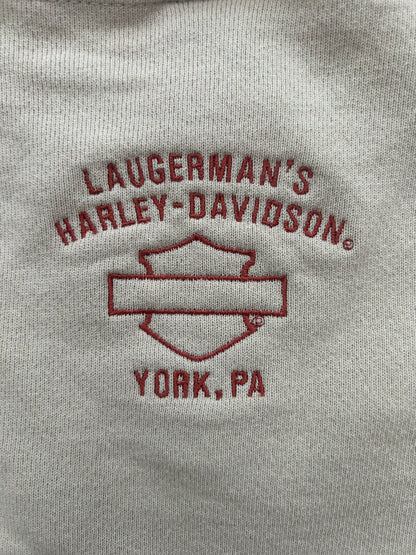 LAUGERMAN'S
HARLEY-DAVIDSON®
®
YORK, PA